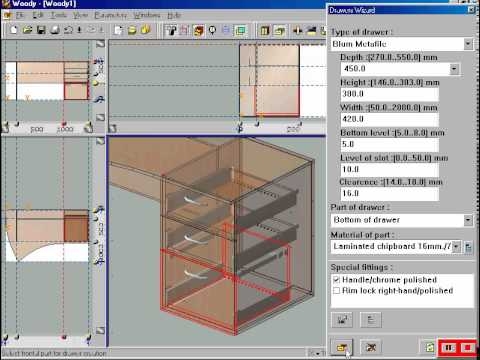 Woody - [Woody1]
File Tools View Parameters Windows Help
Drawers Wizard
Type of drawer :
Blum Metafile
Depth :[270.0..550.0] mm
450.0
Height :[146.0..303.0] mm
300.0
Width :[50.0..2000.0] mm
420.0
Bottom level :[5.0..8.0] mm
5.0
Level of slot :[0.0..50.0] mm
10.0
Clearence :[14.0..18.0] mm
16.0
Part of drawer :
Bottom of drawer
Material of part :
Laminated chipboard 16mm./7
Special fittings :
Handle/chrome polished
Rim lock right-hand/polished
500
1000
0
500
Select frontal part for drawer creation